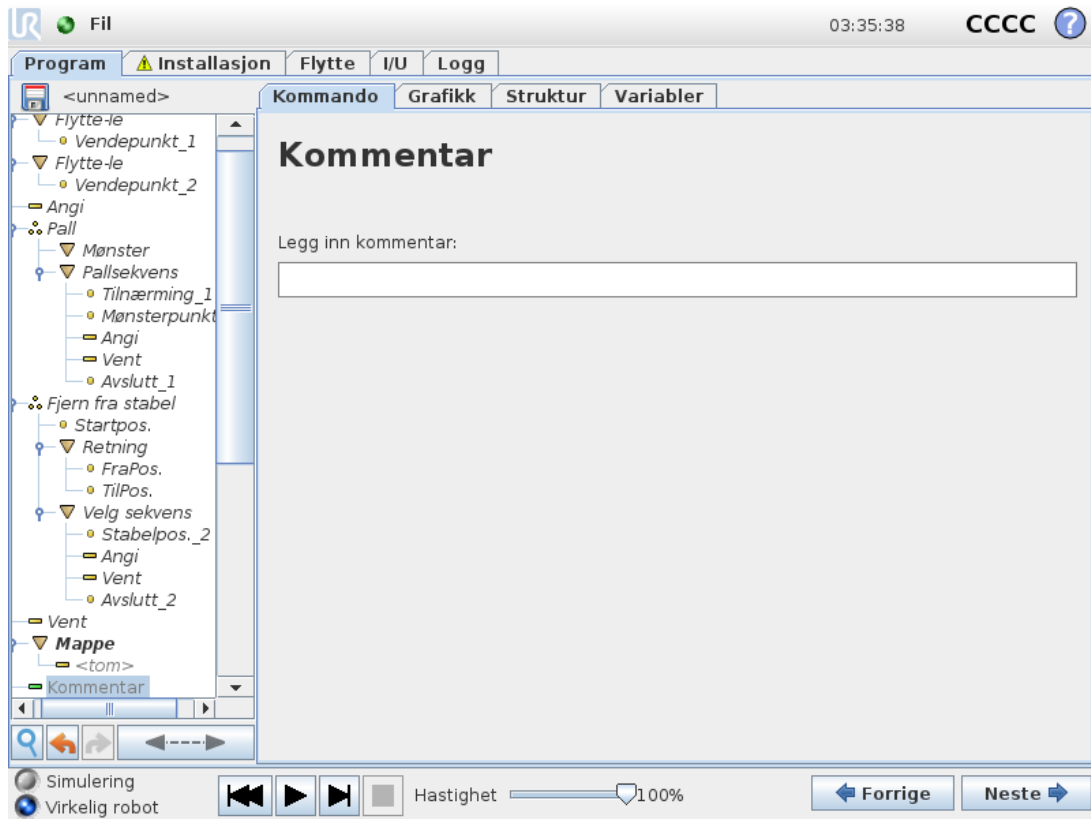 UR Fil 03:35:38 CCCC ?
Program Installasjon Flytte I/U Logg
<unnamed>
Kommando Grafikk Struktur Variabler
Flytte-le
Vendepunkt_1
Flytte-le
Vendepunkt_2
Angi
Pall
Mønster
Pallsekvens
Tilnærming_1
Mønsterpunkt
Angi
Vent
Avslutt_1
Fjern fra stabel
Startpos.
Retning
FraPos.
TilPos.
Velg sekvens
Stabelpos._2
Angi
Vent
Avslutt_2
Vent
Mappe
<tom>
Kommentar
Kommentar
Legg inn kommentar:
Simulering
Virkelig robot
Hastighet 100%
Forrige Neste